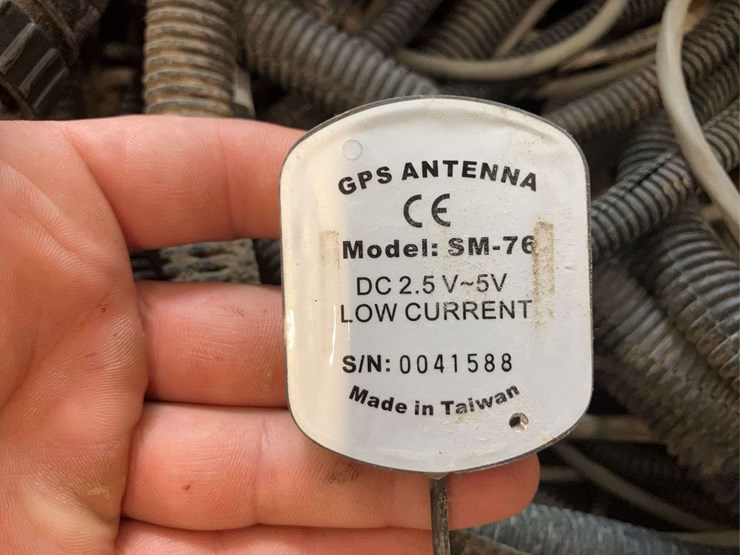 GPS ANTENNA
CE
Model: SM-76
DC 2.5 V~5V
LOW CURRENT
S/N: 0041588
Made in Taiwan